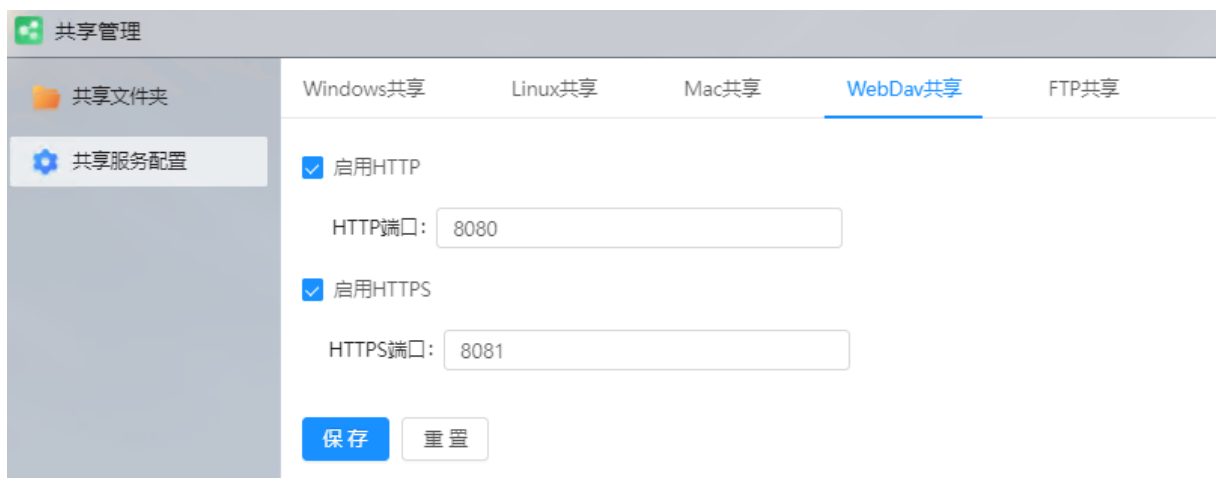 共享管理
共享文件夹
共享服务配置
Windows共享 Linux共享 Mac共享 WebDav共享 FTP共享
启用HTTP
HTTP端口: 8080
启用HTTPS
HTTPS端口: 8081
保存 重置